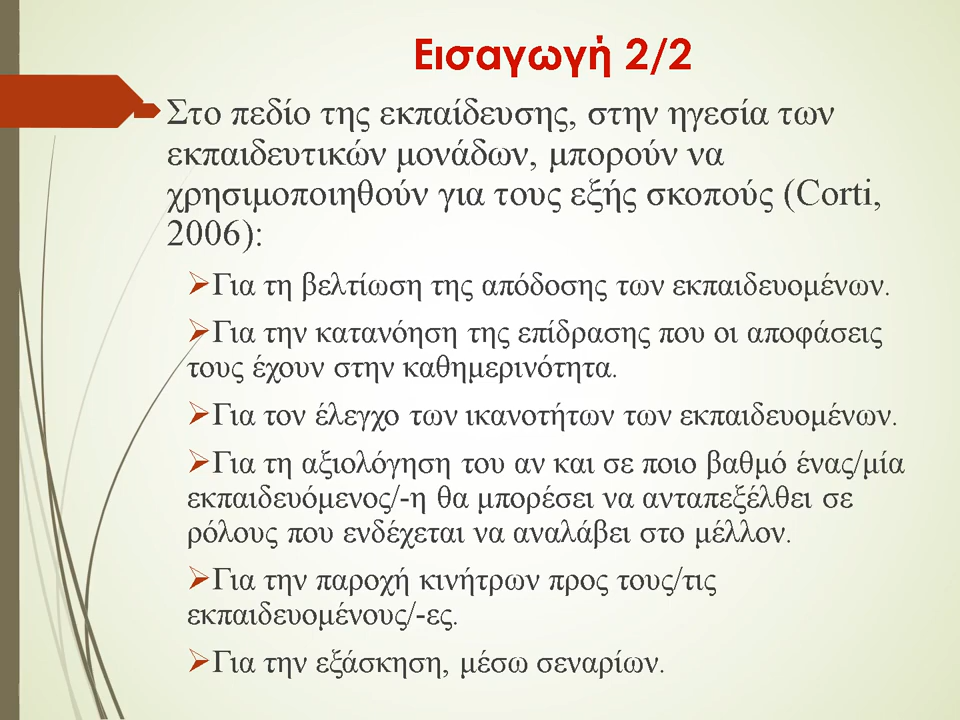 Εισαγωγή 2/2
Στο πεδίο της εκπαίδευσης, στην ηγεσία των
εκπαιδευτικών μονάδων, μπορούν να
χρησιμοποιηθούν για τους εξής σκοπούς (Corti,
2006):
Για τη βελτίωση της απόδοσης των εκπαιδευομένων.
Για την κατανόηση της επίδρασης που οι αποφάσεις
τους έχουν στην καθημερινότητα.
Για τον έλεγχο των ικανοτήτων των εκπαιδευομένων.
Για τη αξιολόγηση του αν και σε ποιο βαθμό ένας/μία
εκπαιδευόμενος/-η θα μπορέσει να ανταπεξέλθει σε
ρόλους που ενδέχεται να αναλάβει στο μέλλον.
Για την παροχή κινήτρων προς τους/τις
εκπαιδευομένους/-ες.
Για την εξάσκηση, μέσω σεναρίων.